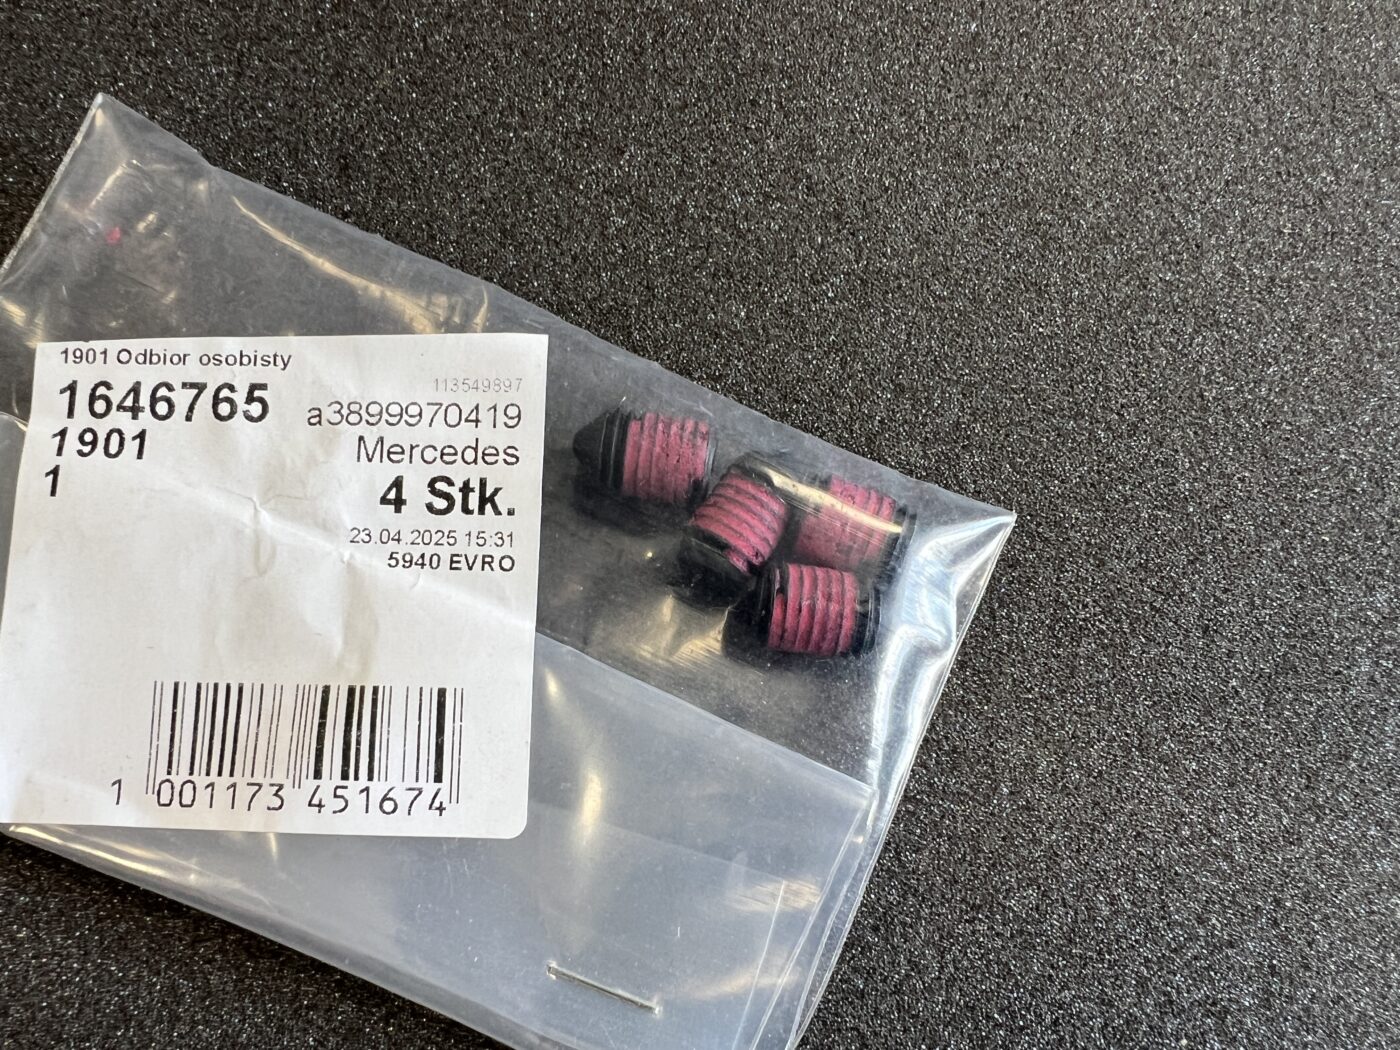 1901 Odbior osobisty
1646765
1901
1
113549897
a3899970419
Mercedes
4 Stk.
23.04.2025 15:31
5940 EVRO
1 001173 451674